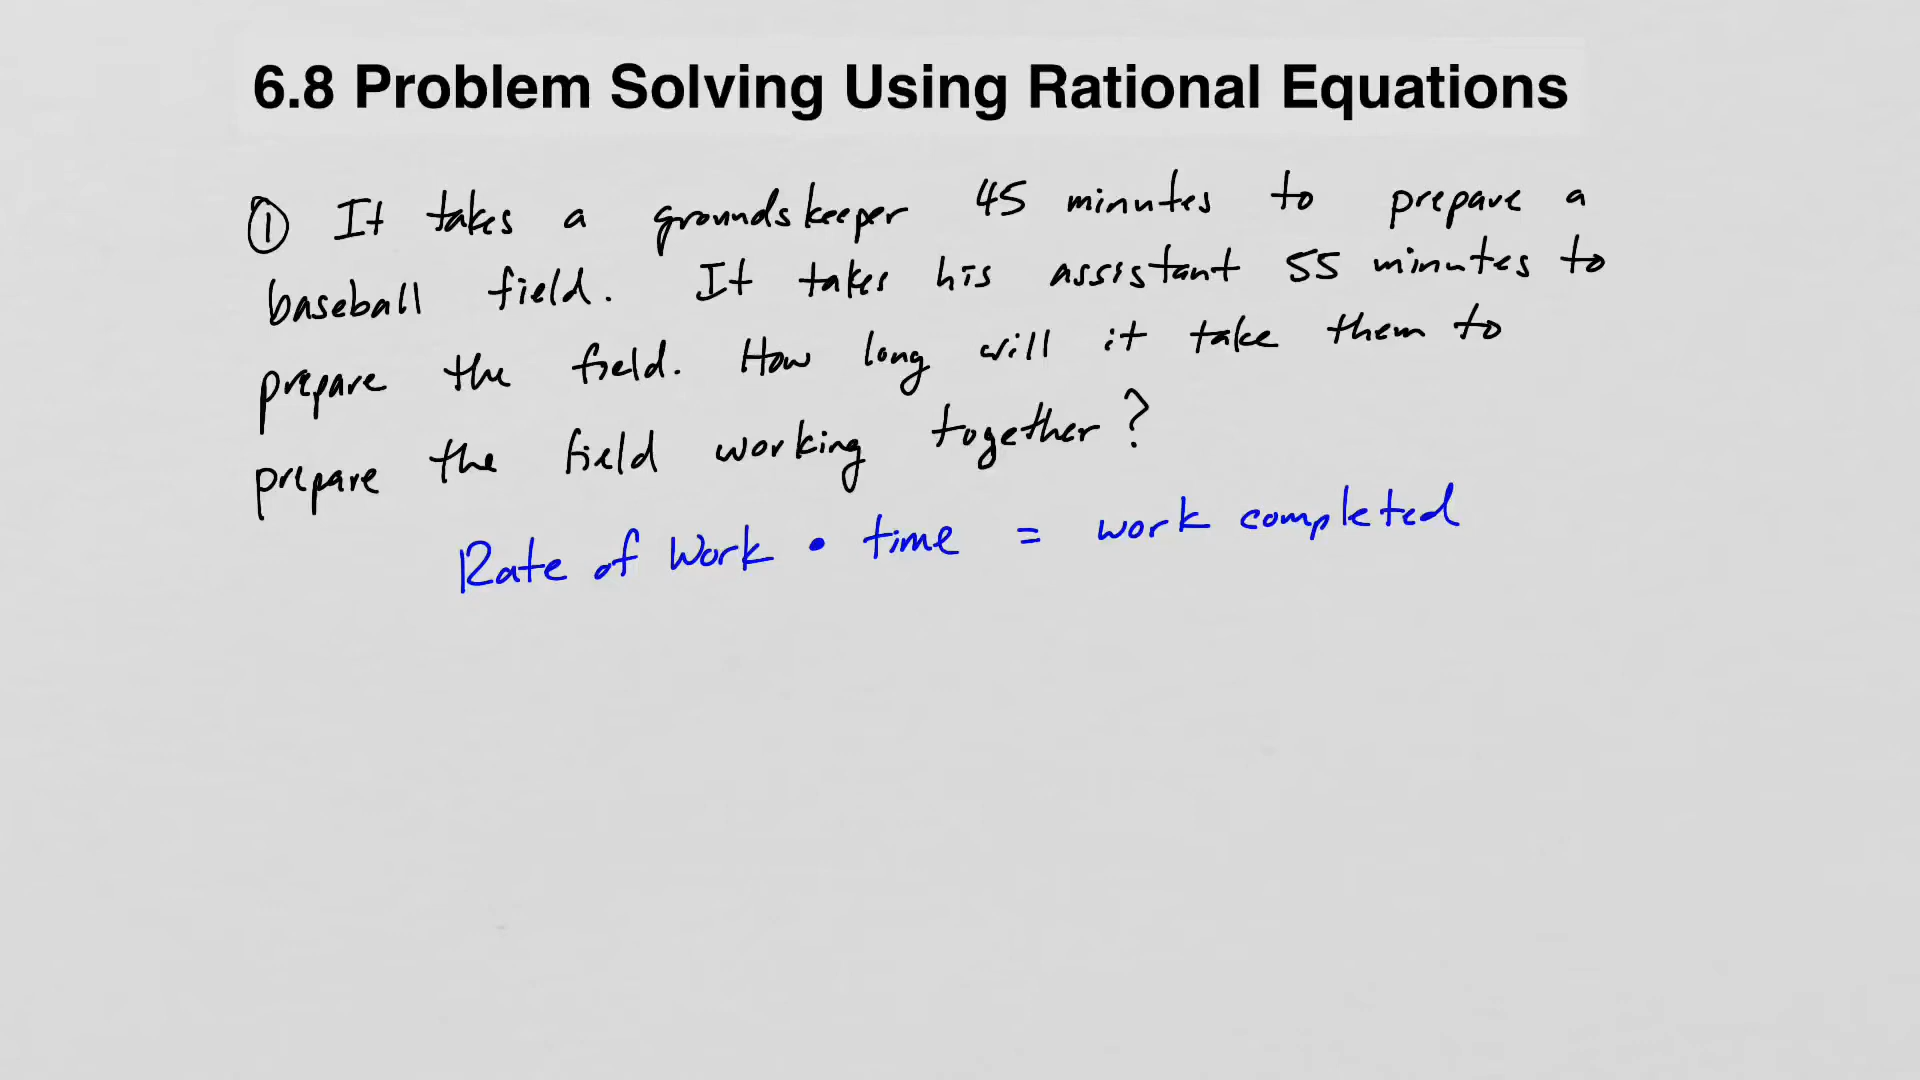 6.8 Problem Solving Using Rational Equations
① It takes a groundskeeper 45 minutes to prepare a
baseball field. It takes his assistant 55 minutes to
prepare the field. How long will it take them to
prepare the field working together?
Rate of Work • time = work completed